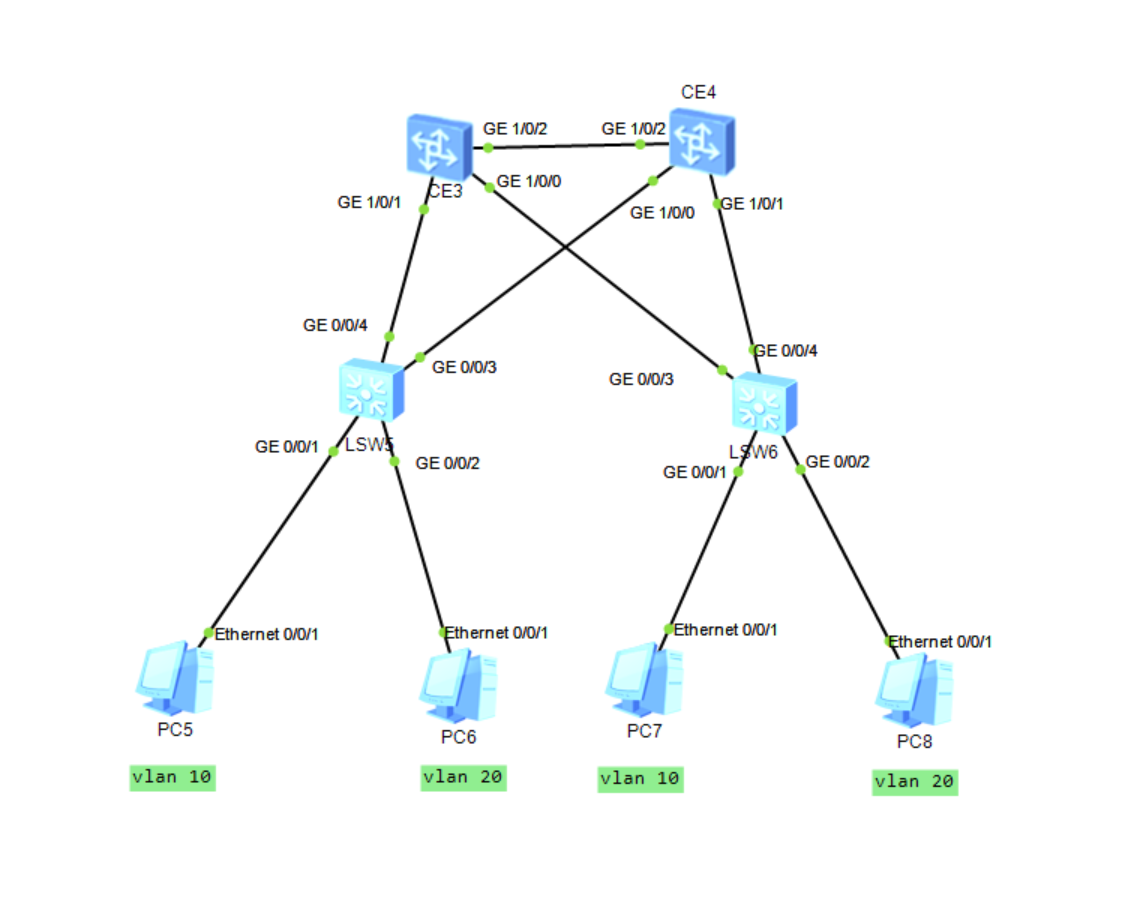 CE4
GE 1/0/2
GE 1/0/2
CE3
GE 1/0/0
GE 1/0/1
GE 1/0/0
GE 1/0/1
GE 0/0/4
GE 0/0/3
GE 0/0/4
GE 0/0/3
LSW5
GE 0/0/1
GE 0/0/2
LSW6
GE 0/0/1
GE 0/0/2
Ethernet 0/0/1
Ethernet 0/0/1
Ethernet 0/0/1
Ethernet 0/0/1
PC5
PC6
PC7
PC8
vlan 10
vlan 20
vlan 10
vlan 20